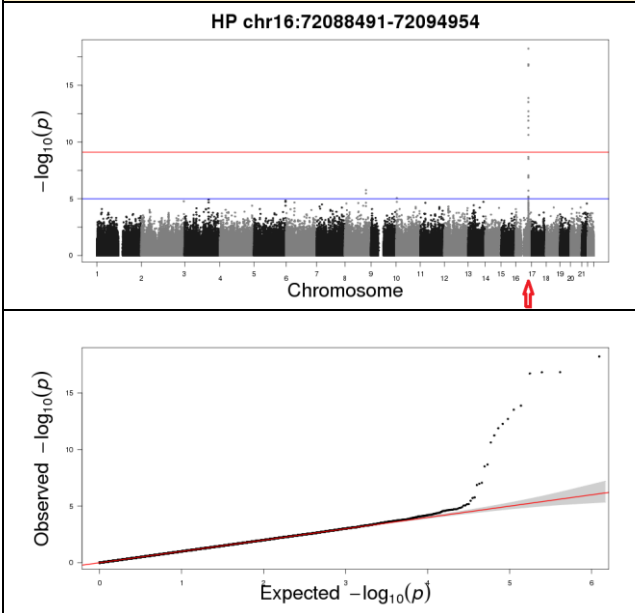 HP chr16:72088491-72094954
−log10(p)
15
10
5
0
1 2 3 4 5 6 7 8 9 10 11 12 13 14 15 16 17 18 19 20 21
Chromosome
Observed −log10(p)
15
10
5
0
0 1 2 3 4 5 6
Expected −log10(p)